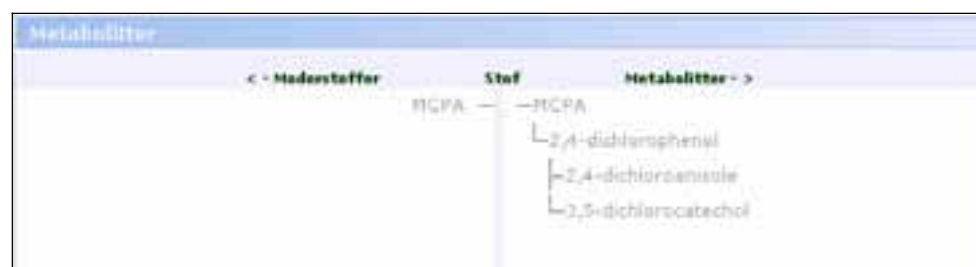 Metabolitter
< - Moderstoffer Stof Metabolitter - >
MCPA MCPA
2,4-dichlorophenol
2,4-dichloroanisole
3,5-dichlorocatechol